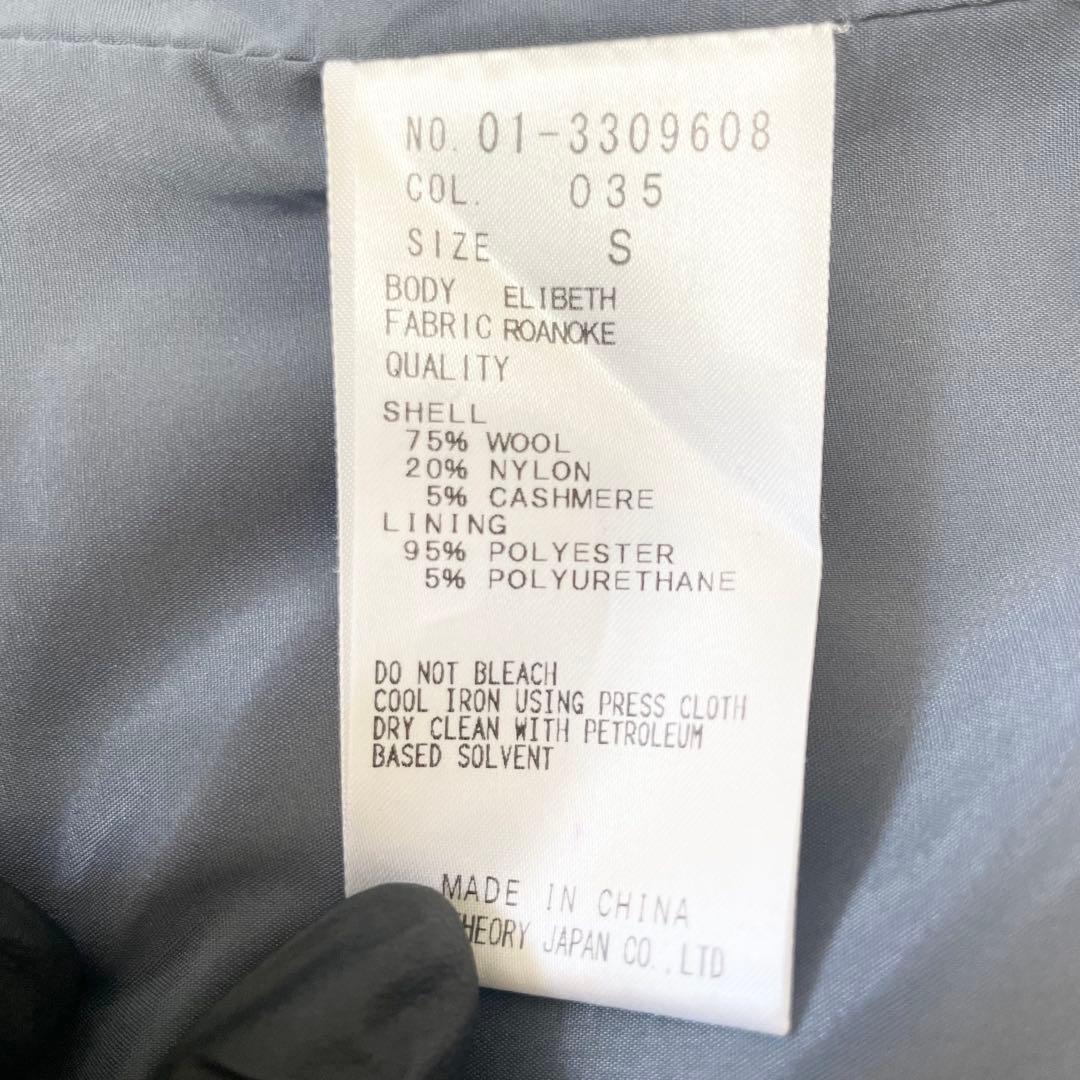 NO. 01-3309608
COL. 035
SIZE S
BODY ELIBETH
FABRIC ROANOKE
QUALITY
SHELL
75% WOOL
20% NYLON
5% CASHMERE
LINING
95% POLYESTER
5% POLYURETHANE
DO NOT BLEACH
COOL IRON USING PRESS CLOTH
DRY CLEAN WITH PETROLEUM
BASED SOLVENT
MADE IN CHINA
HEORY JAPAN CO.,LTD